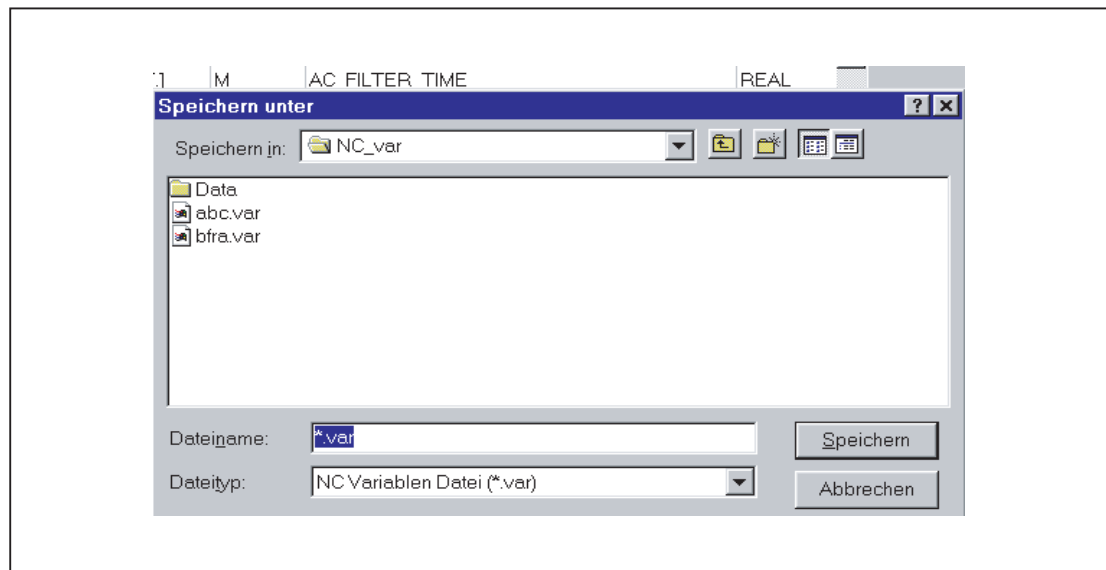 .] M AC FILTER TIME REAL
Speichern unter
Speichern in: NC_var
Data
abc.var
bfra.var
Dateiname: *.var Speichern
Dateityp: NC Variablen Datei (*.var) Abbrechen